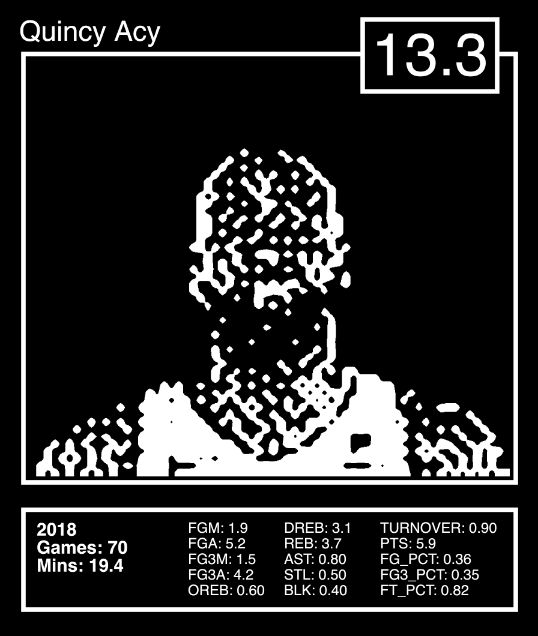 Quincy Acy
13.3
2018
Games: 70
Mins: 19.4
FGM: 1.9
FGA: 5.2
FG3M: 1.5
FG3A: 4.2
OREB: 0.60
DREB: 3.1
REB: 3.7
AST: 0.80
STL: 0.50
BLK: 0.40
TURNOVER: 0.90
PTS: 5.9
FG_PCT: 0.36
FG3_PCT: 0.35
FT_PCT: 0.82